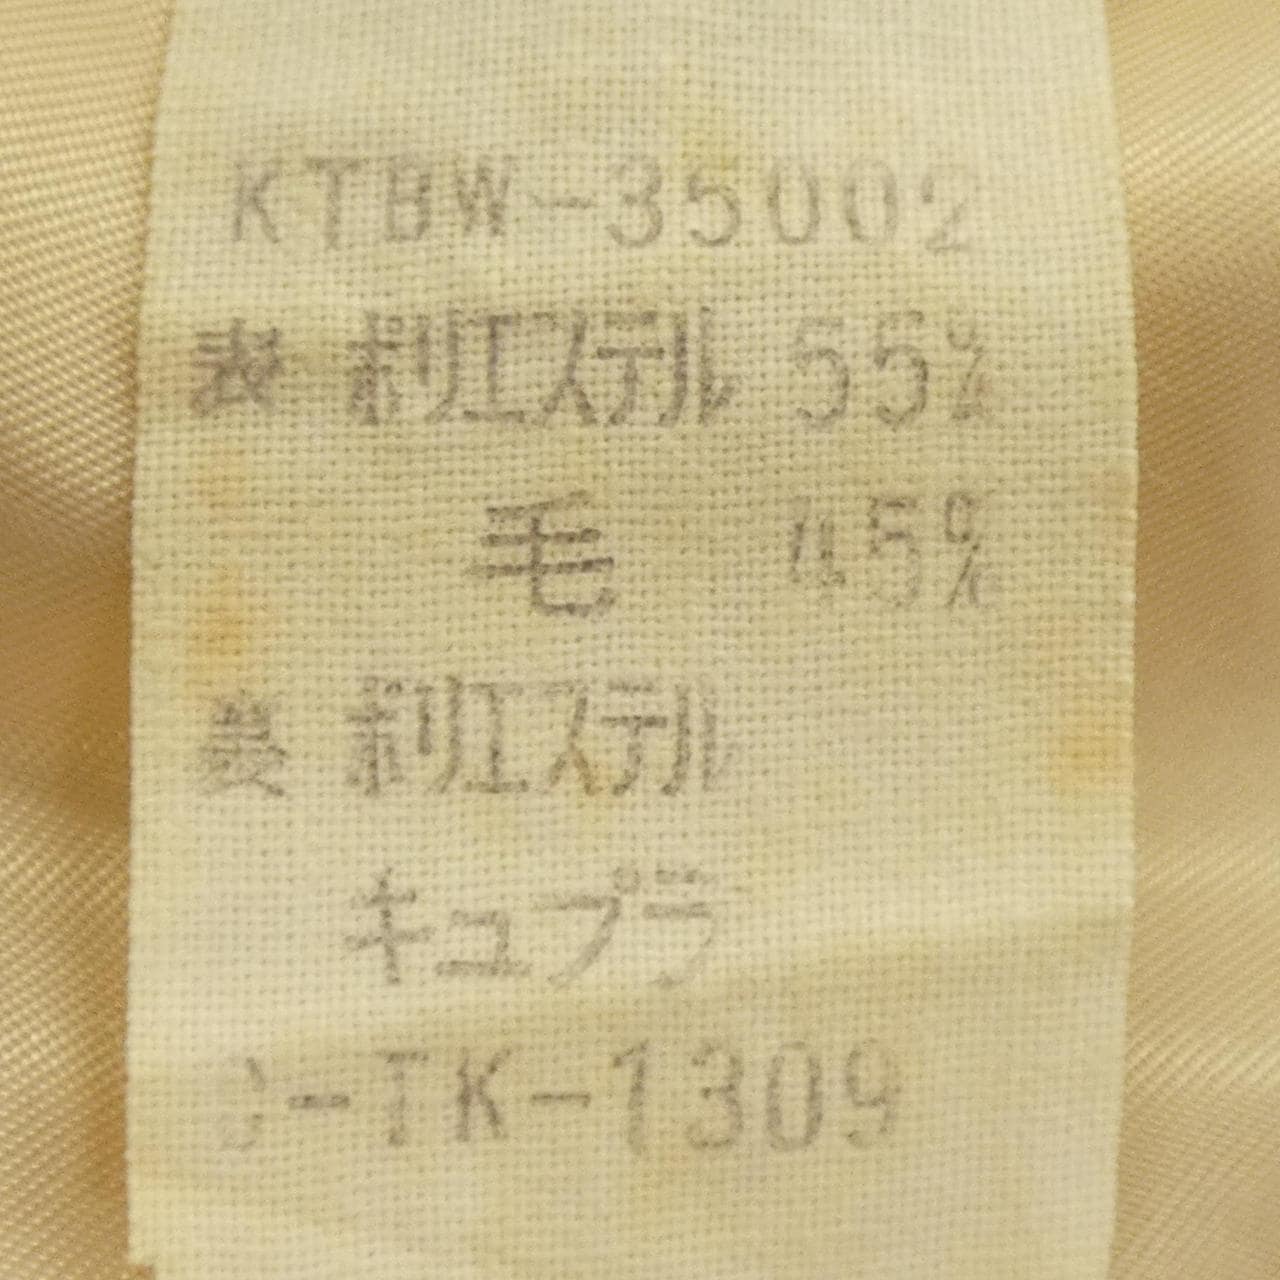 KTBW-35002
表 ポリエステル 55%
毛 45%
裏 ポリエステル
キュプラ
-TK-1309